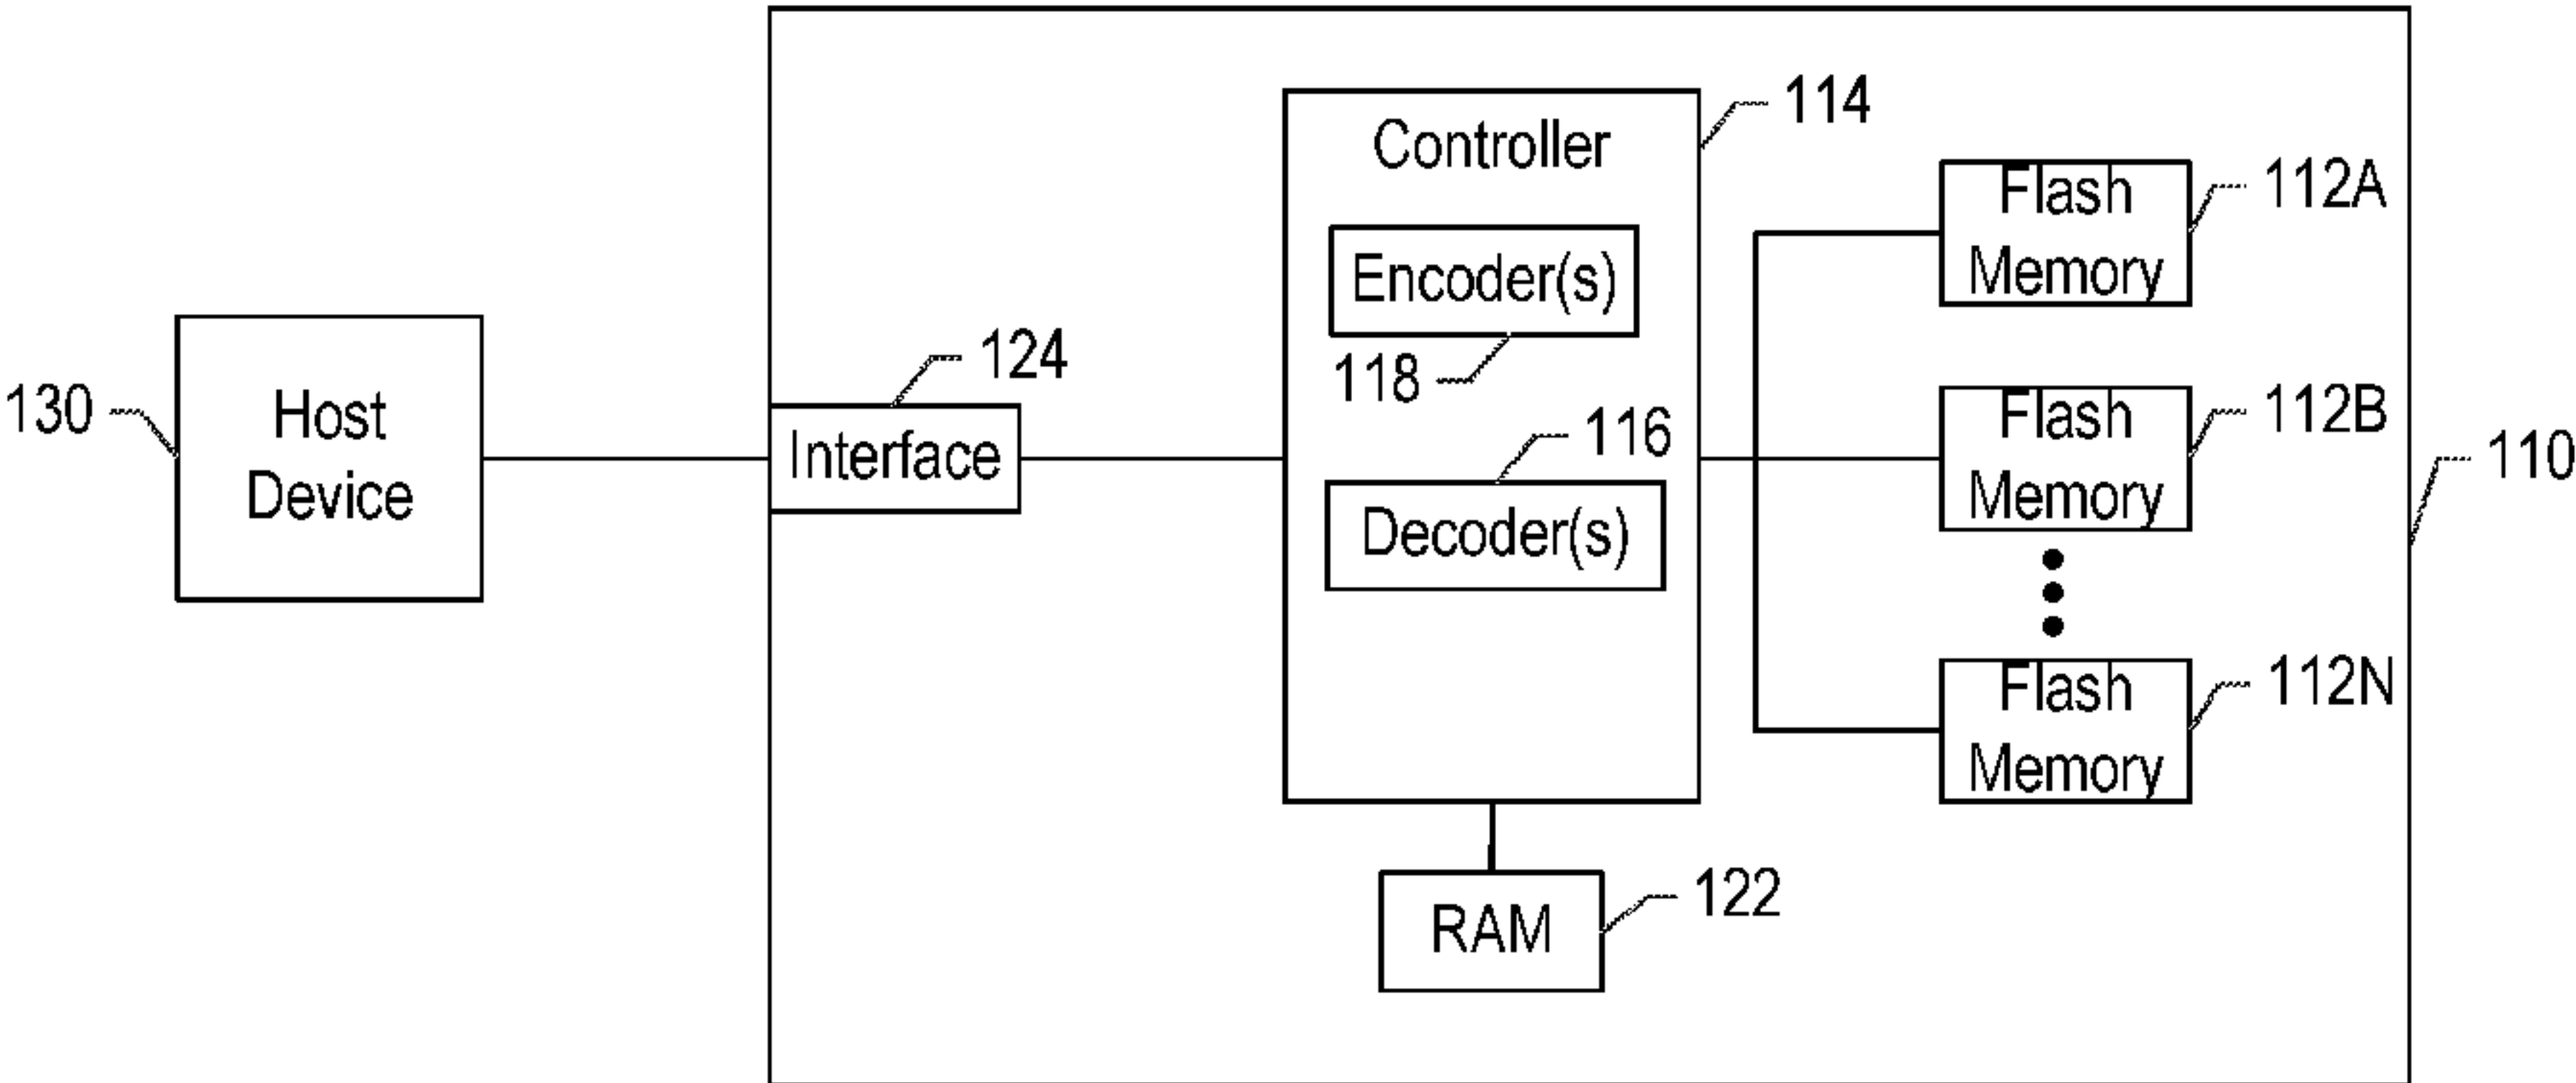 130
Host
Device
124
Interface
Controller
114
Encoder(s)
118
116
Decoder(s)
RAM
122
Flash
Memory
112A
Flash
Memory
112B
Flash
Memory
112N
110